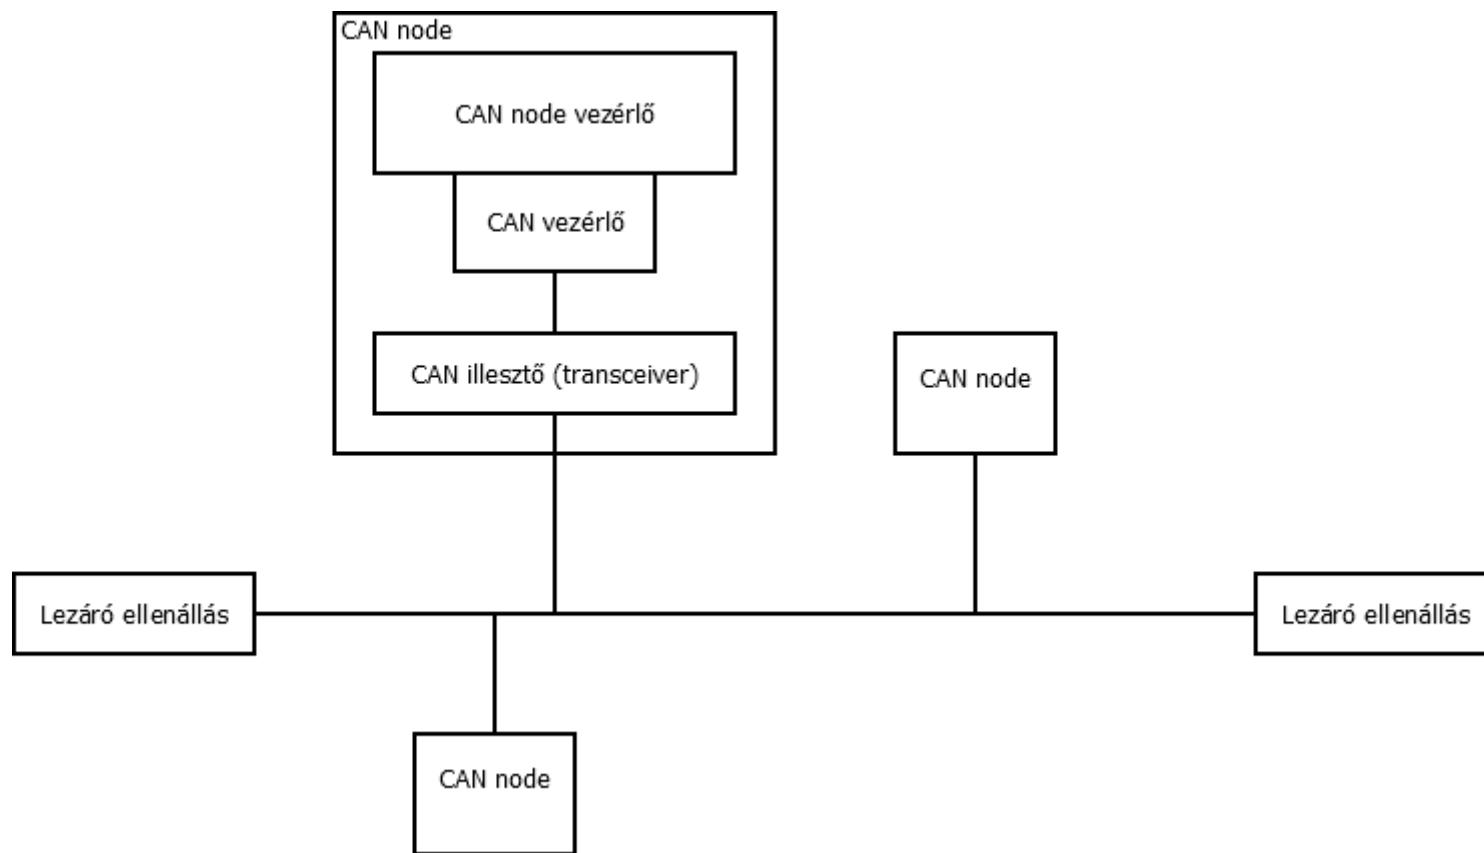 CAN node
CAN node vezérlő
CAN vezérlő
CAN illesztő (transceiver)
CAN node
Lezáró ellenállás
Lezáró ellenállás
CAN node